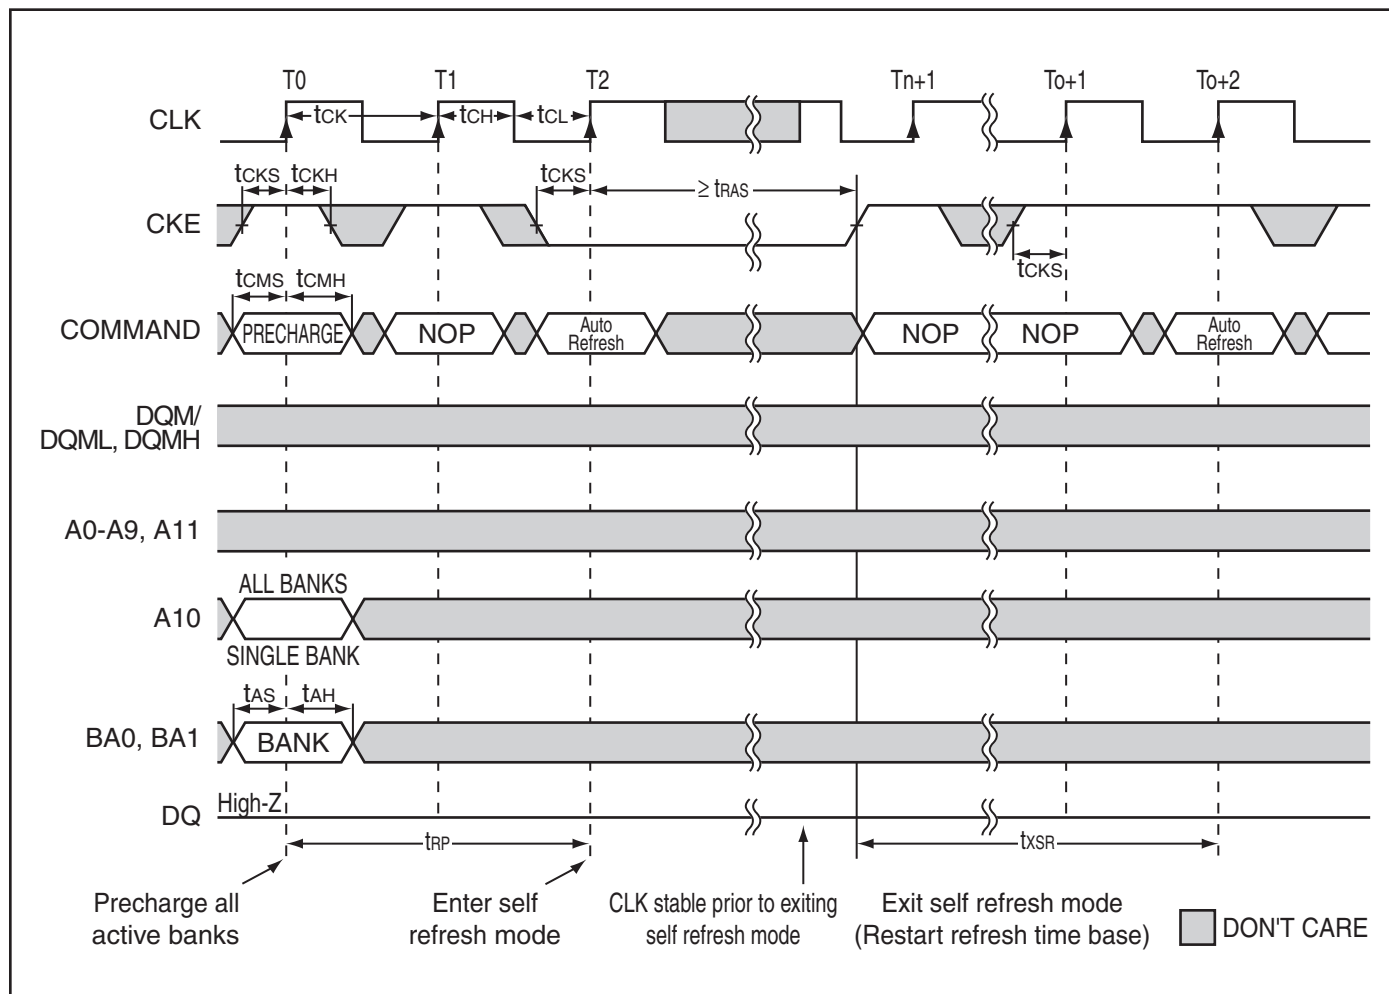 T0 T1 T2 Tn+1 To+1 To+2
CLK
tCK tCH tCL
tCKS tCKH tCKS ≥ tRAS
CKE
tCKS
tCMS tCMH
COMMAND
PRECHARGE NOP Auto Refresh NOP NOP Auto Refresh
DQM/
DQML, DQMH
A0-A9, A11
ALL BANKS
A10
SINGLE BANK
tAS tAH
BA0, BA1
BANK
High-Z
DQ
tRP tXSR
Precharge all
active banks
Enter self
refresh mode
CLK stable prior to exiting
self refresh mode
Exit self refresh mode
(Restart refresh time base)
DON'T CARE